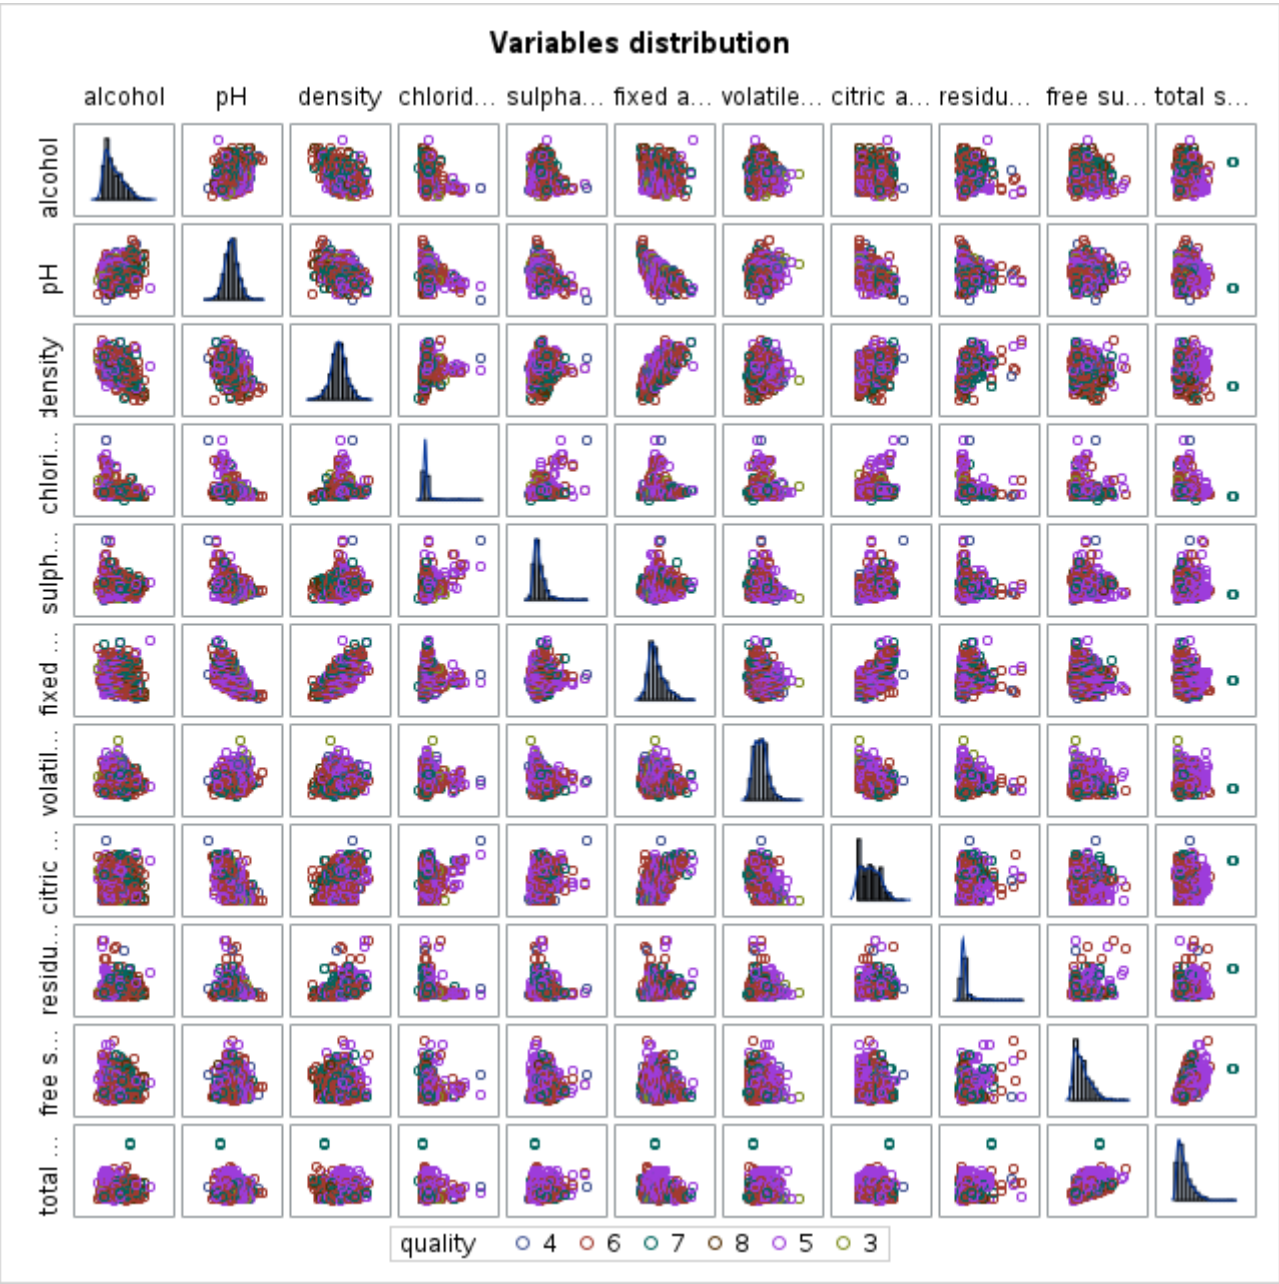 Variables distribution
alcohol pH density chlorid... sulpha... fixed a... volatile... citric a... residu... free su... total s...
alcohol
pH
density
chlori...
sulph...
fixed ...
volatil...
citric ...
residu...
free s...
total ...
quality 4 6 7 8 5 3